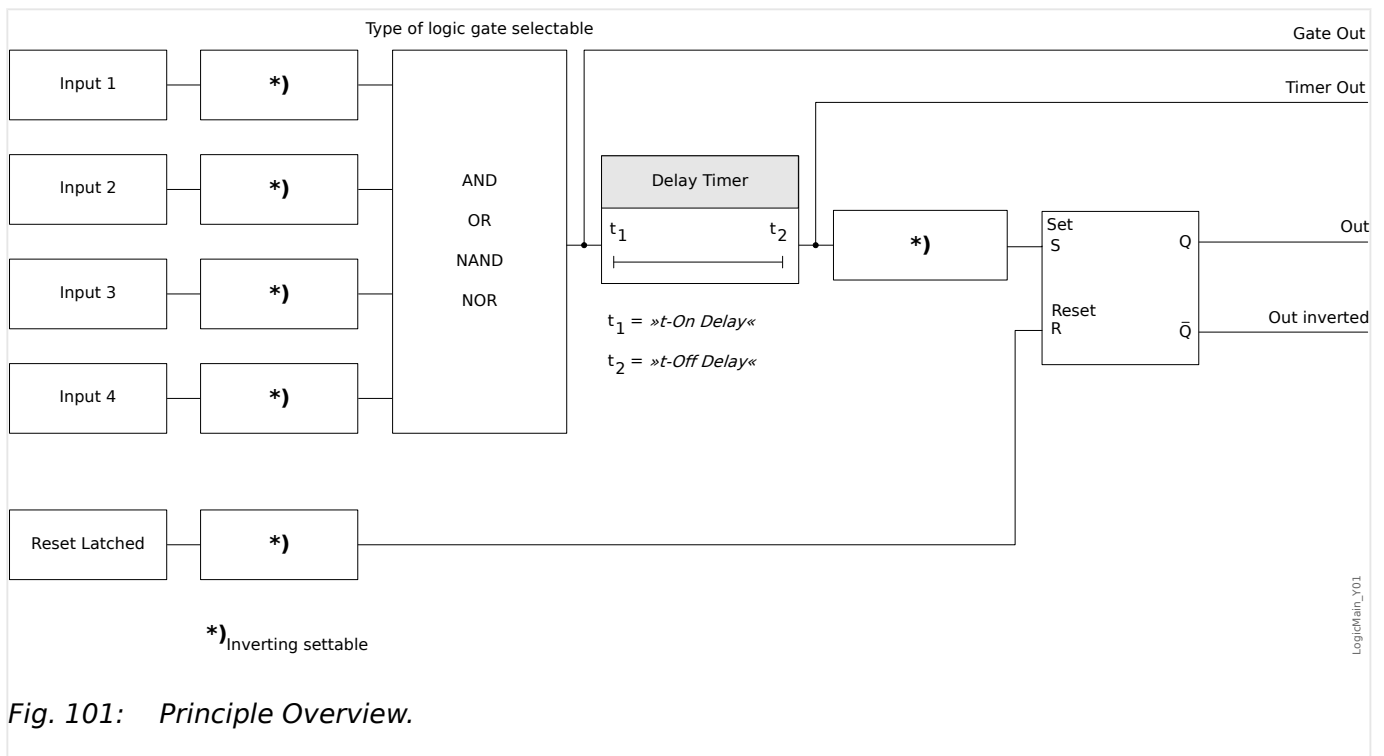 Type of logic gate selectable
Gate Out
Timer Out
Input 1
*)
Input 2
*)
Input 3
*)
Input 4
*)
AND
OR
NAND
NOR
Delay Timer
t1
t2
t1 = »t-On Delay«
t2 = »t-Off Delay«
*)
Set
S
Q
Reset
R
Q̅
Out
Out inverted
Reset Latched
*)
*)Inverting settable
LogicMain_Y01
Fig. 101: Principle Overview.